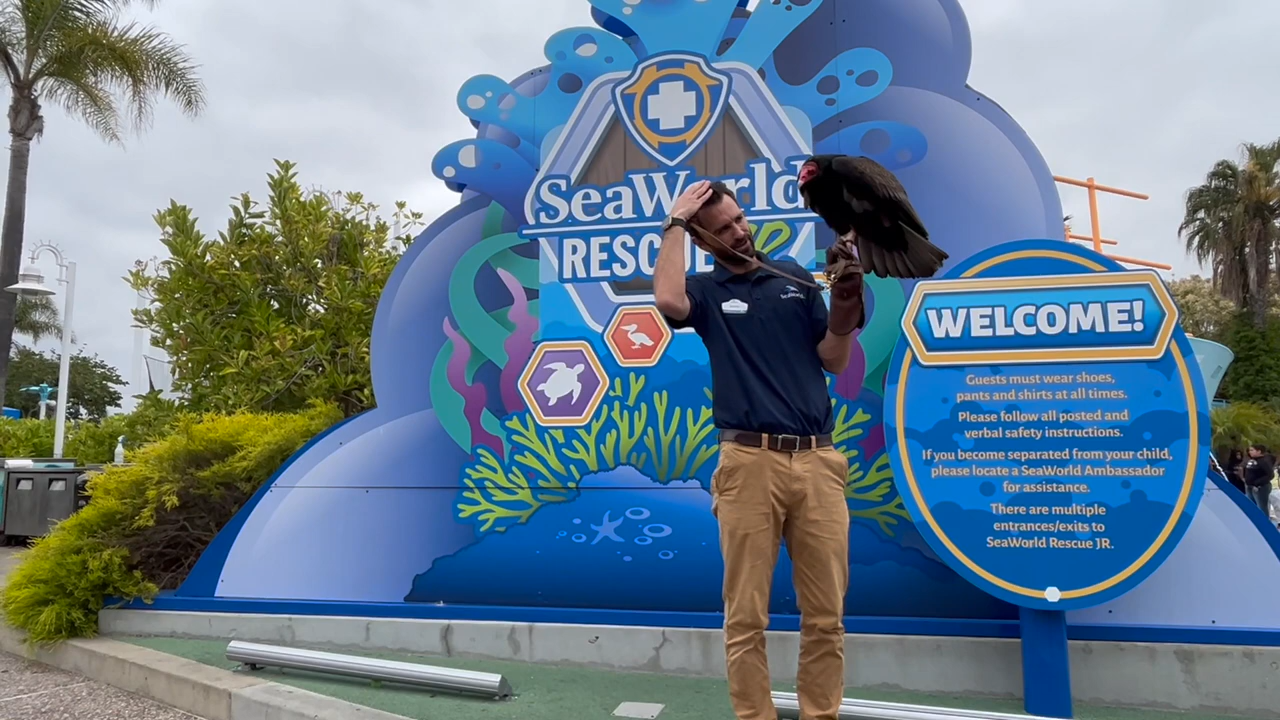 SeaWorld
RESCUE JR
SeaWorld
WELCOME!
Guests must wear shoes,
pants and shirts at all times.
Please follow all posted and
verbal safety instructions.
If you become separated from your child,
please locate a SeaWorld Ambassador
for assistance.
There are multiple
entrances/exits to
SeaWorld Rescue JR.